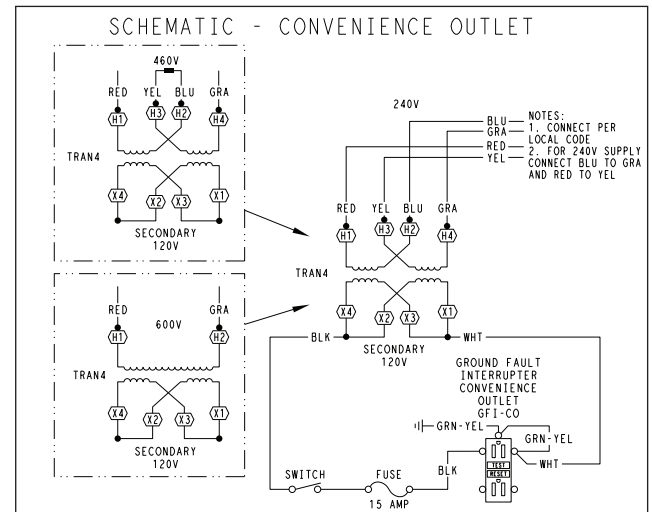 SCHEMATIC - CONVENIENCE OUTLET
460V
RED YEL BLU GRA
H1 H3 H2 H4
TRAN4
X4 X2 X3 X1
SECONDARY
120V
RED GRA
600V
H1 H2
TRAN4
X4 X2 X3 X1
SECONDARY
120V
240V
BLU
GRA
RED
YEL
NOTES:
1. CONNECT PER
LOCAL CODE
2. FOR 240V SUPPLY
CONNECT BLU TO GRA
AND RED TO YEL
RED YEL BLU GRA
H1 H3 H2 H4
TRAN4
X4 X2 X3 X1
BLK WHT
SECONDARY
120V
GROUND FAULT
INTERRUPTER
CONVENIENCE
OUTLET
GFI-CO
GRN-YEL
GRN-YEL
WHT
TEST
RESET
BLK
SWITCH FUSE
15 AMP